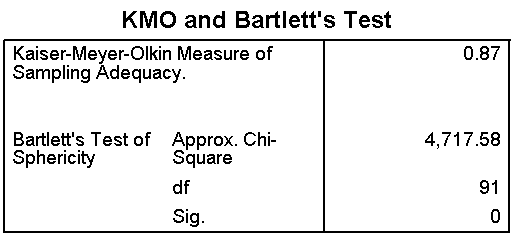 KMO and Bartlett's Test
Kaiser-Meyer-Olkin Measure of 0.87
Sampling Adequacy.
Bartlett's Test of Approx. Chi- 4,717.58
Sphericity Square
df 91
Sig. 0